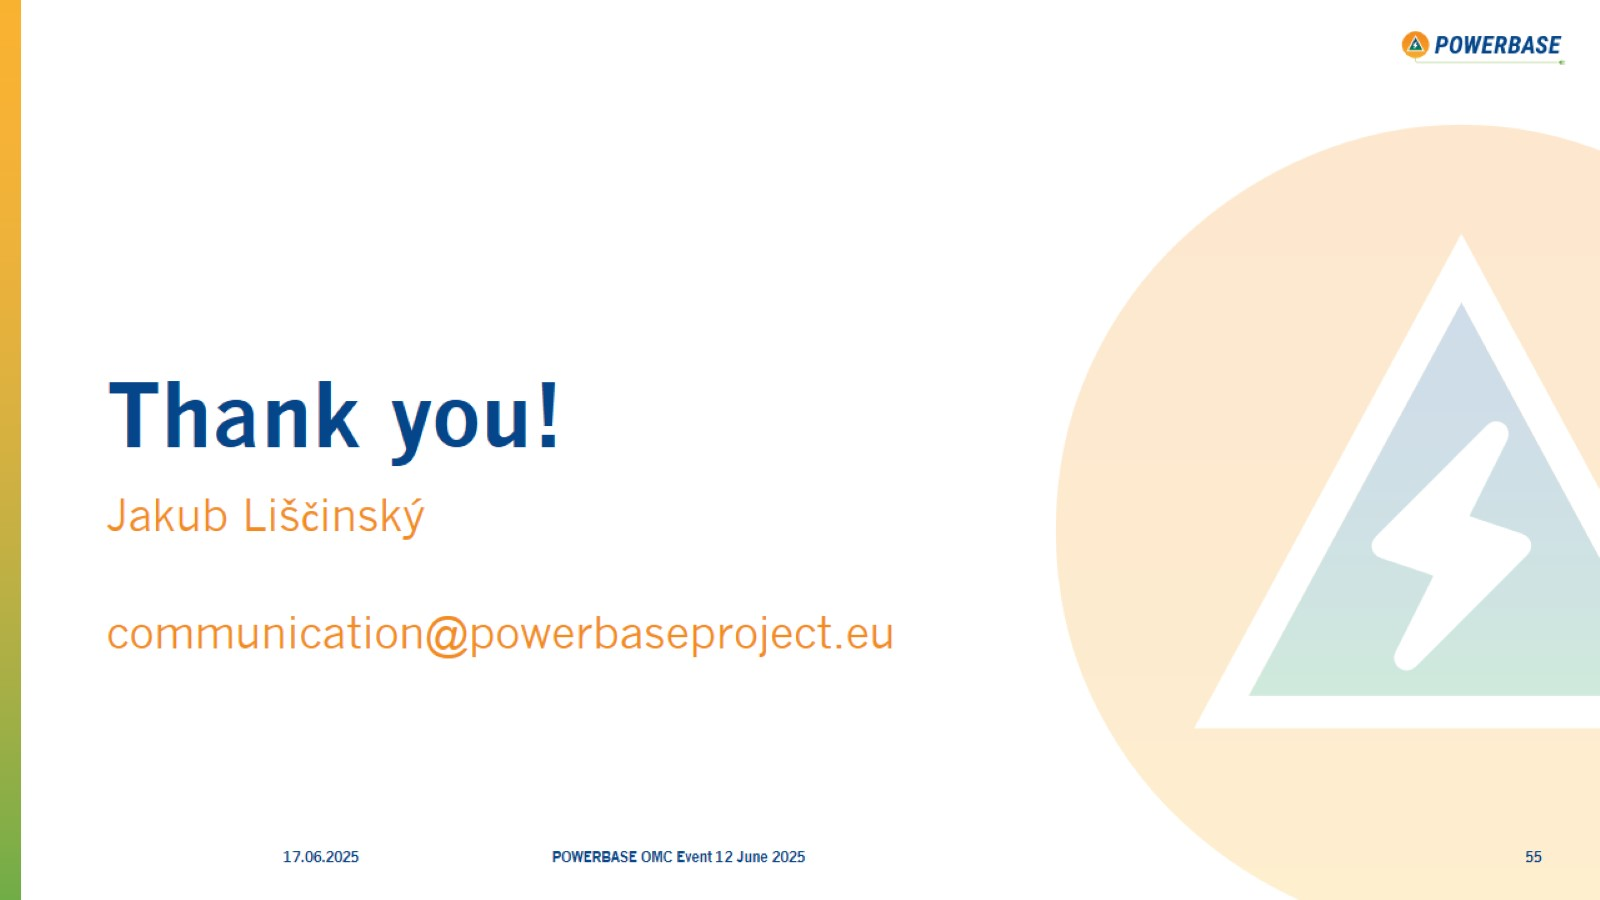 POWERBASE
Thank you!
Jakub Liščinský
communication@powerbaseproject.eu
17.06.2025
POWERBASE OMC Event 12 June 2025
55